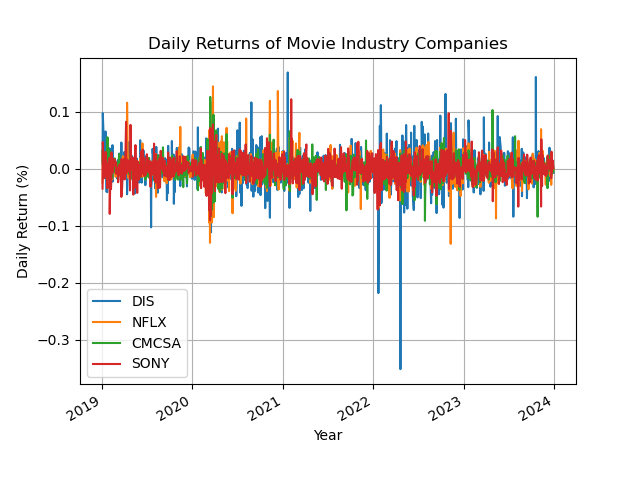 Daily Returns of Movie Industry Companies
Daily Return (%)
0.1
0.0
−0.1
−0.2
−0.3
DIS
NFLX
CMCSA
SONY
2019
2020
2021
2022
2023
2024
Year